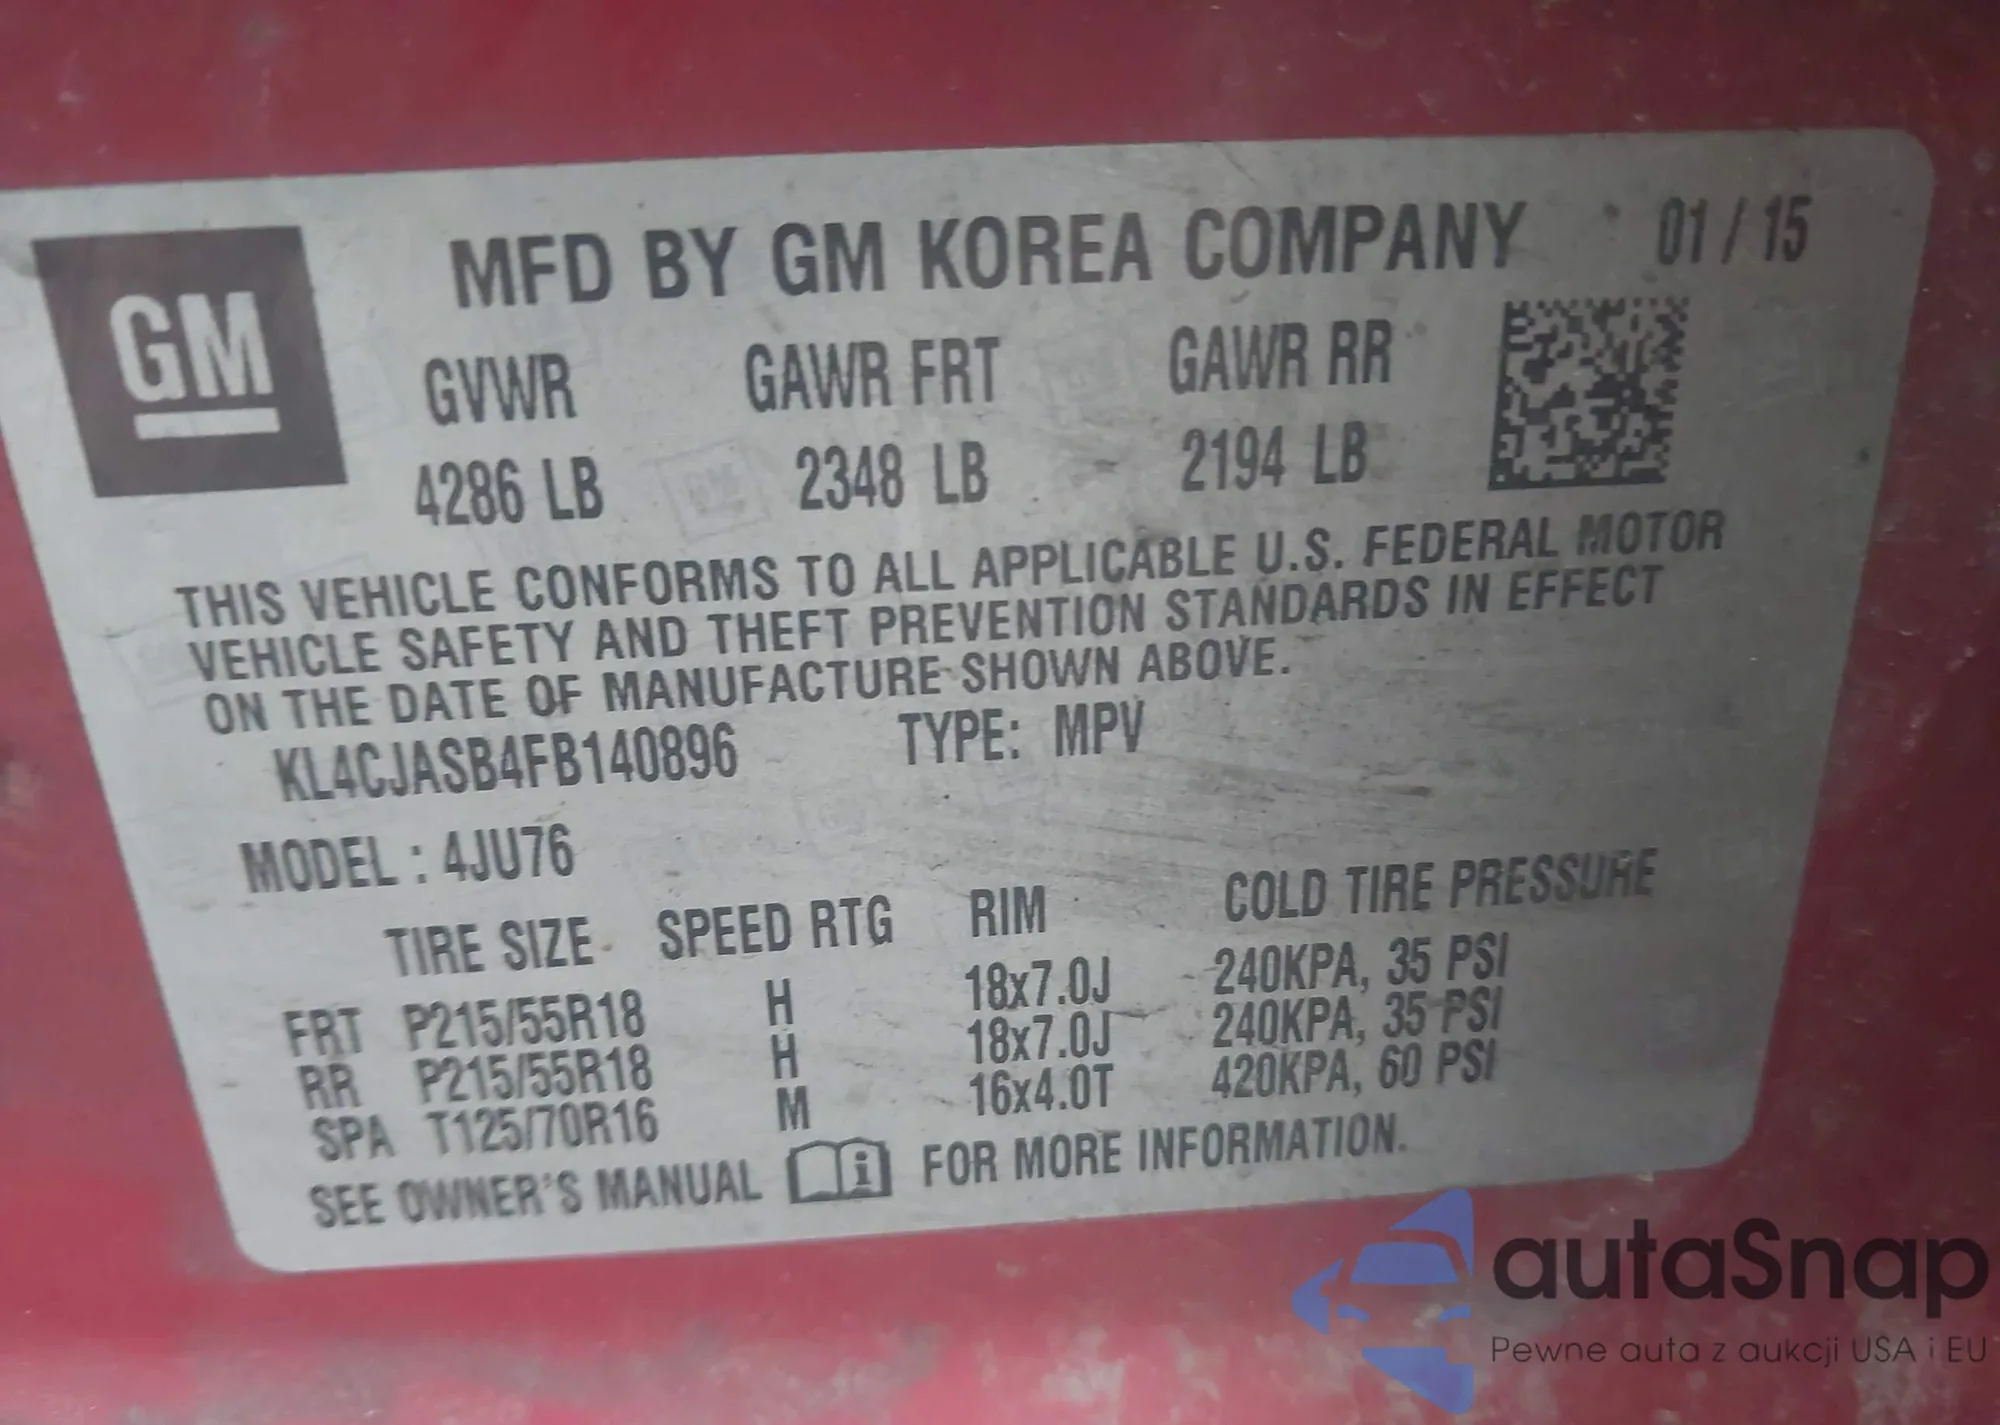 GM
MFD BY GM KOREA COMPANY 01 / 15
GVWR GAWR FRT GAWR RR
4286 LB 2348 LB 2194 LB
THIS VEHICLE CONFORMS TO ALL APPLICABLE U.S. FEDERAL MOTOR
VEHICLE SAFETY AND THEFT PREVENTION STANDARDS IN EFFECT
ON THE DATE OF MANUFACTURE SHOWN ABOVE.
KL4CJASB4FB140896 TYPE: MPV
MODEL : 4JU76
TIRE SIZE SPEED RTG RIM COLD TIRE PRESSURE
FRT P215/55R18 H 18x7.0J 240KPA, 35 PSI
RR P215/55R18 H 18x7.0J 240KPA, 35 PSI
SPA T125/70R16 M 16x4.0T 420KPA, 60 PSI
SEE OWNER'S MANUAL i FOR MORE INFORMATION.
autaSnap
Pewne auta z aukcji USA i EU